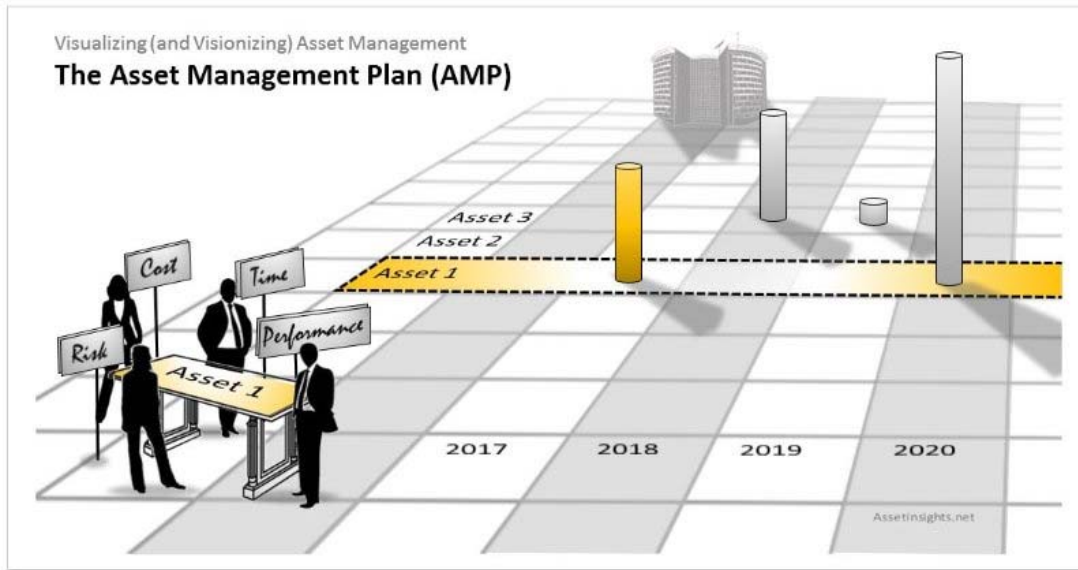 Visualizing (and Visionizing) Asset Management
The Asset Management Plan (AMP)
Asset 3
Asset 2
Asset 1
Cost
Time
Risk
Performance
Asset 1
2017
2018
2019
2020
Assetinsights.net